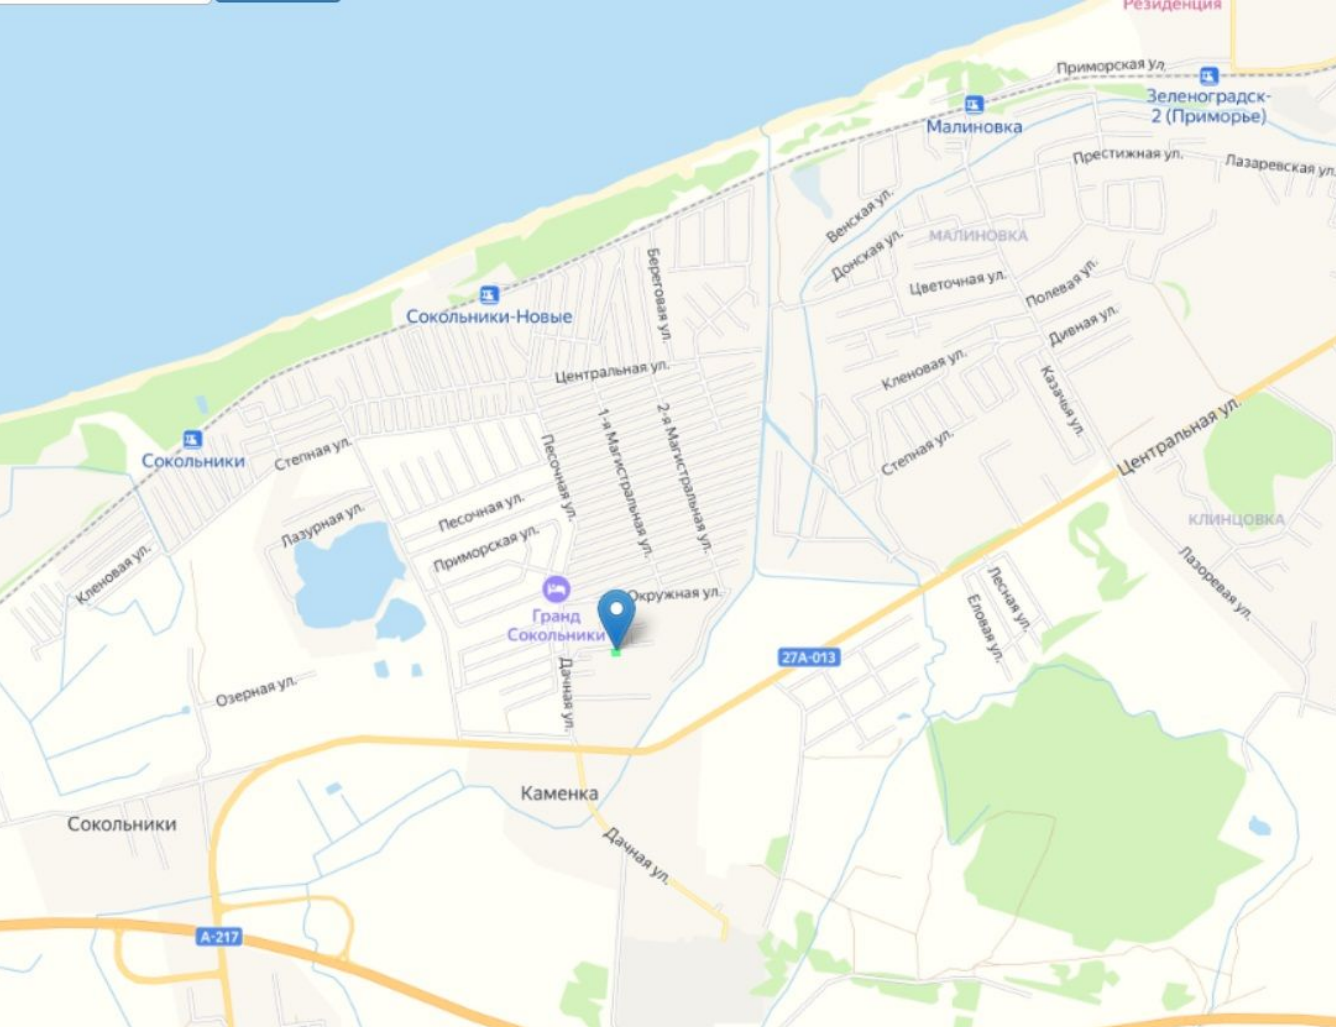 Резиденция
Приморская ул.
Зеленоградск-
2 (Приморье)
Малиновка
Престижная ул.
Лазаревская ул.
Венская ул.
Донская ул.
МАЛИНОВКА
Береговая ул.
Цветочная ул.
Полевая ул.
Сокольники-Новые
Дивная ул.
Центральная ул.
Кленовая ул.
Казачья ул.
1-я Магистральная ул.
2-я Магистральная ул.
Центральная ул.
Сокольники
Степная ул.
Песочная ул.
Степная ул.
Песочная ул.
Лазурная ул.
КЛИНЦОВКА
Приморская ул.
Кленовая ул.
Лазоревая ул.
Лесная ул.
Еловая ул.
Окружная ул.
Гранд
Сокольники
27А-013
Дачная ул.
Озерная ул.
Каменка
Сокольники
Дачная ул.
А-217